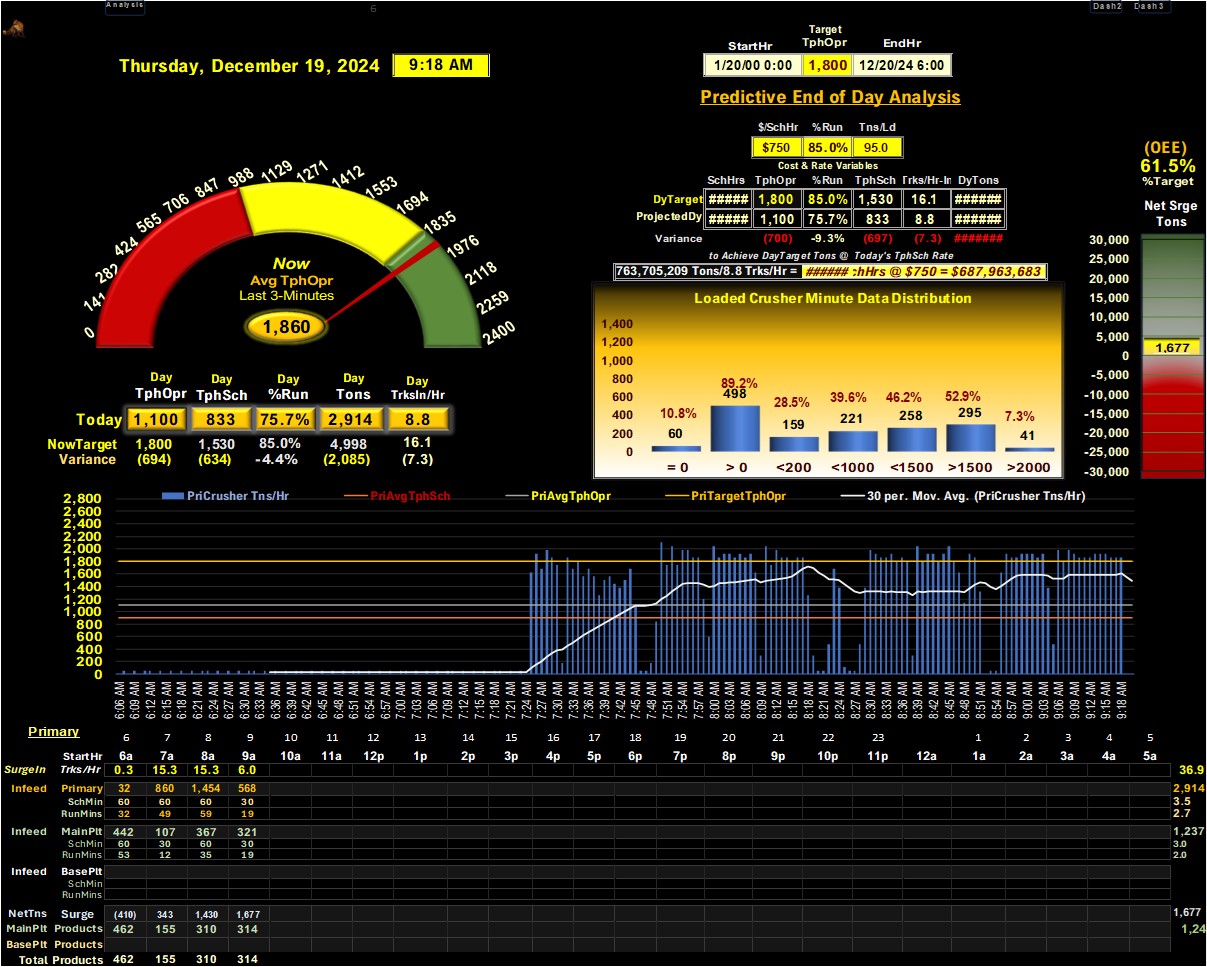 Analysis
6
Dash2 Dash3
Thursday, December 19, 2024 9:18 AM
StartHr Target TphOpr EndHr
1/20/00 0:00 1,800 12/20/24 6:00
Predictive End of Day Analysis
$/SchHr %Run Tns/Ld
$750 85.0% 95.0
Cost & Rate Variables
SchHrs TphOpr %Run TphSch Trks/Hr-In DyTons
DyTarget ##### 1,800 85.0% 1,530 16.1 ######
ProjectedDy ##### 1,100 75.7% 833 8.8 ######
Variance (700) -9.3% (697) (7.3) #######
to Achieve DayTarget Tons @ Today's TphSch Rate
763,705,209 Tons/8.8 Trks/Hr = ###### :hHrs @ $750 = $687,963,683
(OEE)
61.5%
%Target
Net Srge
Tons
30,000
25,000
20,000
15,000
10,000
5,000
1,677
0
-5,000
-10,000
-15,000
-20,000
-25,000
-30,000
0 141 282 424 565 706 847 988 1129 1271 1412 1553 1694 1835 1976 2118 2259 2400
Now
Avg TphOpr
Last 3-Minutes
1,860
Day Day Day Day Day
TphOpr TphSch %Run Tons TrksIn/Hr
Today 1,100 833 75.7% 2,914 8.8
NowTarget 1,800 1,530 85.0% 4,998 16.1
Variance (694) (634) -4.4% (2,085) (7.3)
Loaded Crusher Minute Data Distribution
1,400
1,200
1,000
800
600
400
200
0
10.8% 89.2% 28.5% 39.6% 46.2% 52.9% 7.3%
60 498 159 221 258 295 41
= 0 > 0 <200 <1000 <1500 >1500 >2000
PriCrusher Tns/Hr PriAvgTphSch PriAvgTphOpr PriTargetTphOpr 30 per. Mov. Avg. (PriCrusher Tns/Hr)
2,800
2,600
2,400
2,200
2,000
1,800
1,600
1,400
1,200
1,000
800
600
400
200
0
6:06 AM 6:09 AM 6:12 AM 6:15 AM 6:18 AM 6:21 AM 6:24 AM 6:27 AM 6:30 AM 6:33 AM 6:36 AM 6:39 AM 6:42 AM 6:45 AM 6:48 AM 6:51 AM 6:54 AM 6:57 AM 7:00 AM 7:03 AM 7:06 AM 7:09 AM 7:12 AM 7:15 AM 7:18 AM 7:21 AM 7:24 AM 7:27 AM 7:30 AM 7:33 AM 7:36 AM 7:39 AM 7:42 AM 7:45 AM 7:48 AM 7:51 AM 7:54 AM 7:57 AM 8:00 AM 8:03 AM 8:06 AM 8:09 AM 8:12 AM 8:15 AM 8:18 AM 8:21 AM 8:24 AM 8:27 AM 8:30 AM 8:33 AM 8:36 AM 8:39 AM 8:42 AM 8:45 AM 8:48 AM 8:51 AM 8:54 AM 8:57 AM 9:00 AM 9:03 AM 9:06 AM 9:09 AM 9:12 AM 9:15 AM 9:18 AM
Primary
6 7 8 9 10 11 12 13 14 15 16 17 18 19 20 21 22 23 1 2 3 4 5
StartHr 6a 7a 8a 9a 10a 11a 12p 1p 2p 3p 4p 5p 6p 7p 8p 9p 10p 11p 12a 1a 2a 3a 4a 5a
SurgeIn Trks/Hr 0.3 15.3 15.3 6.0 36.9
Infeed Primary 32 860 1,454 568 2,914
SchMin 60 60 60 30 3.5
RunMins 32 49 59 19 2.7
Infeed MainPlt 442 107 367 321 1,237
SchMin 60 30 60 30 3.0
RunMins 53 12 35 19 2.0
Infeed BasePlt
SchMin
RunMins
NetTns Surge (410) 343 1,430 1,677 1,677
MainPlt Products 462 155 310 314 1,24
BasePlt Products
Total Products 462 155 310 314